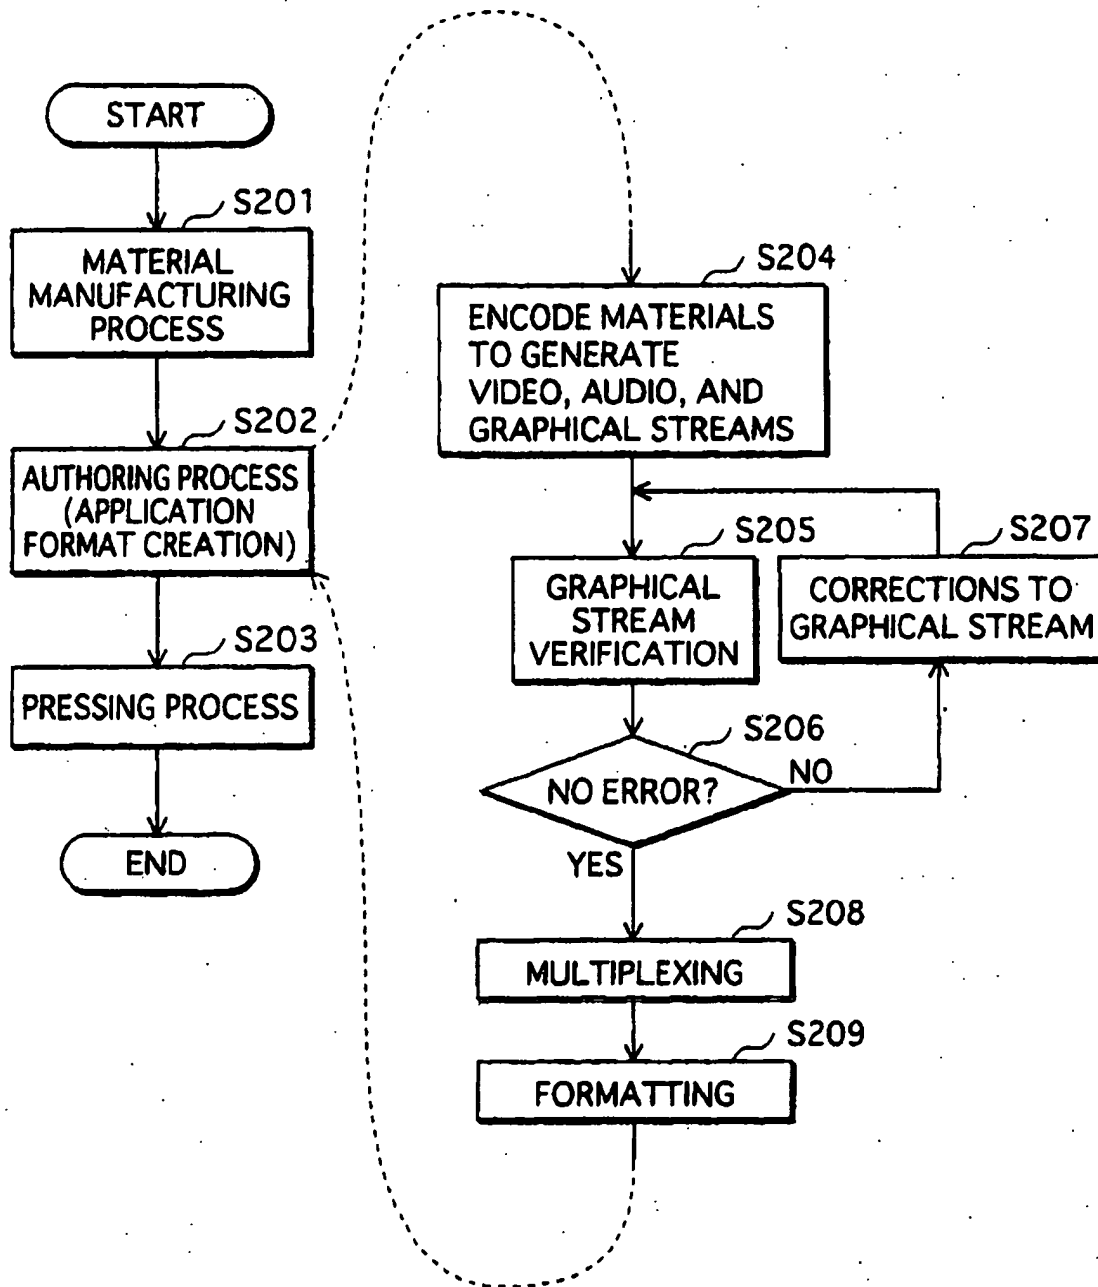 START
S201
MATERIAL
MANUFACTURING
PROCESS
S202
AUTHORING PROCESS
(APPLICATION
FORMAT CREATION)
S203
PRESSING PROCESS
END
S204
ENCODE MATERIALS
TO GENERATE
VIDEO, AUDIO, AND
GRAPHICAL STREAMS
S205
GRAPHICAL
STREAM
VERIFICATION
S207
CORRECTIONS TO
GRAPHICAL STREAM
S206
NO ERROR?
NO
YES
S208
MULTIPLEXING
S209
FORMATTING